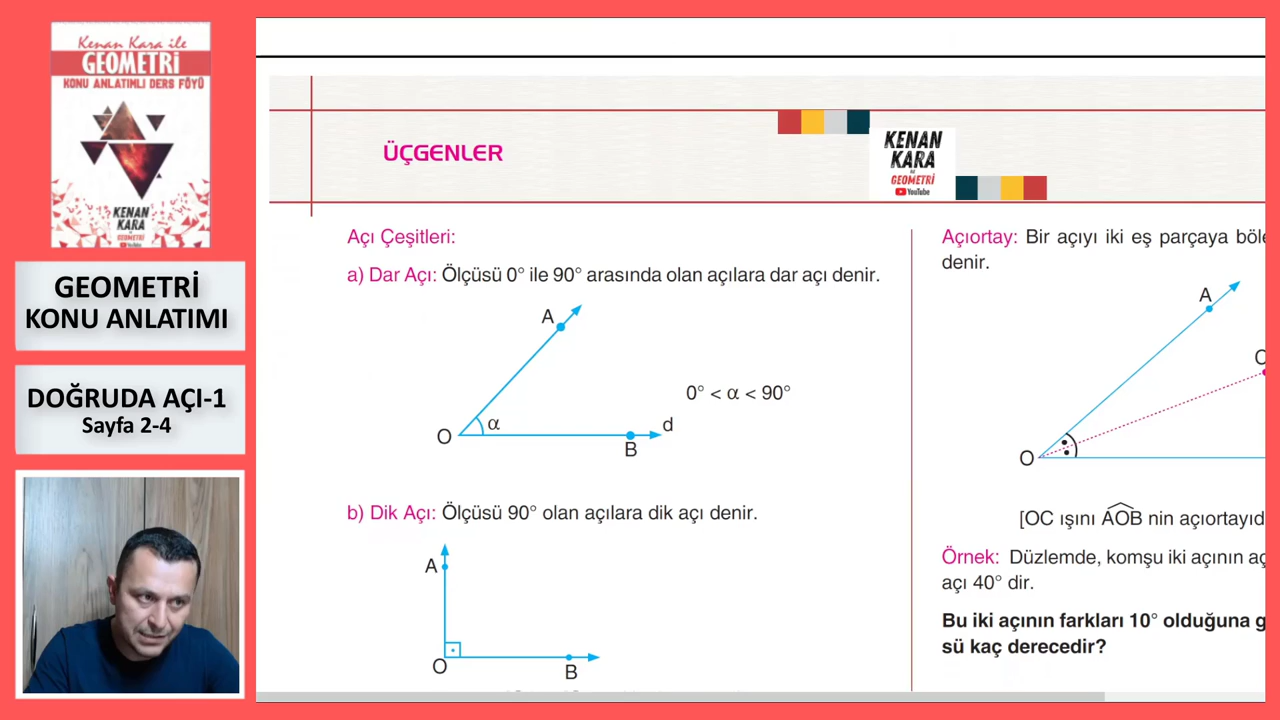 Kenan Kara ile
GEOMETRİ
KONU ANLATIMLI DERS FÖYÜ
KENAN
KARA
GEOMETRİ
KONU ANLATIMI
DOĞRUDA AÇI-1
Sayfa 2-4
ÜÇGENLER
KENAN
KARA
ile
GEOMETRİ
YouTube
Açı Çeşitleri:
a) Dar Açı: Ölçüsü 0° ile 90° arasında olan açılara dar açı denir.
A
0° < α < 90°
O
α
B
d
b) Dik Açı: Ölçüsü 90° olan açılara dik açı denir.
A
O
B
Açıortay: Bir açıyı iki eş parçaya böle
denir.
A
C
O
[OC ışını AOB nin açıortayıd
Örnek: Düzlemde, komşu iki açının aç
açı 40° dir.
Bu iki açının farkları 10° olduğuna g
sü kaç derecedir?